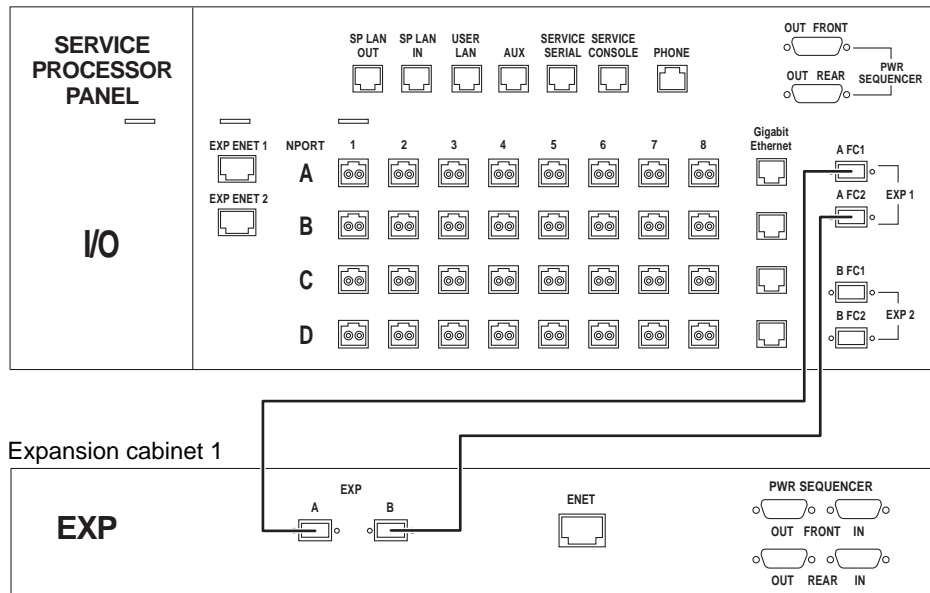 SERVICE
PROCESSOR
PANEL
SP LAN
OUT
SP LAN
IN
USER
LAN
AUX
SERVICE
SERIAL
SERVICE
CONSOLE
PHONE
OUT FRONT
OUT REAR
PWR
SEQUENCER
I/O
EXP ENET 1
EXP ENET 2
NPORT 1 2 3 4 5 6 7 8
Gigabit
Ethernet
A
B
C
D
A FC1
A FC2
EXP 1
B FC1
B FC2
EXP 2
Expansion cabinet 1
EXP
EXP
A B
ENET
PWR SEQUENCER
OUT FRONT IN
OUT REAR IN